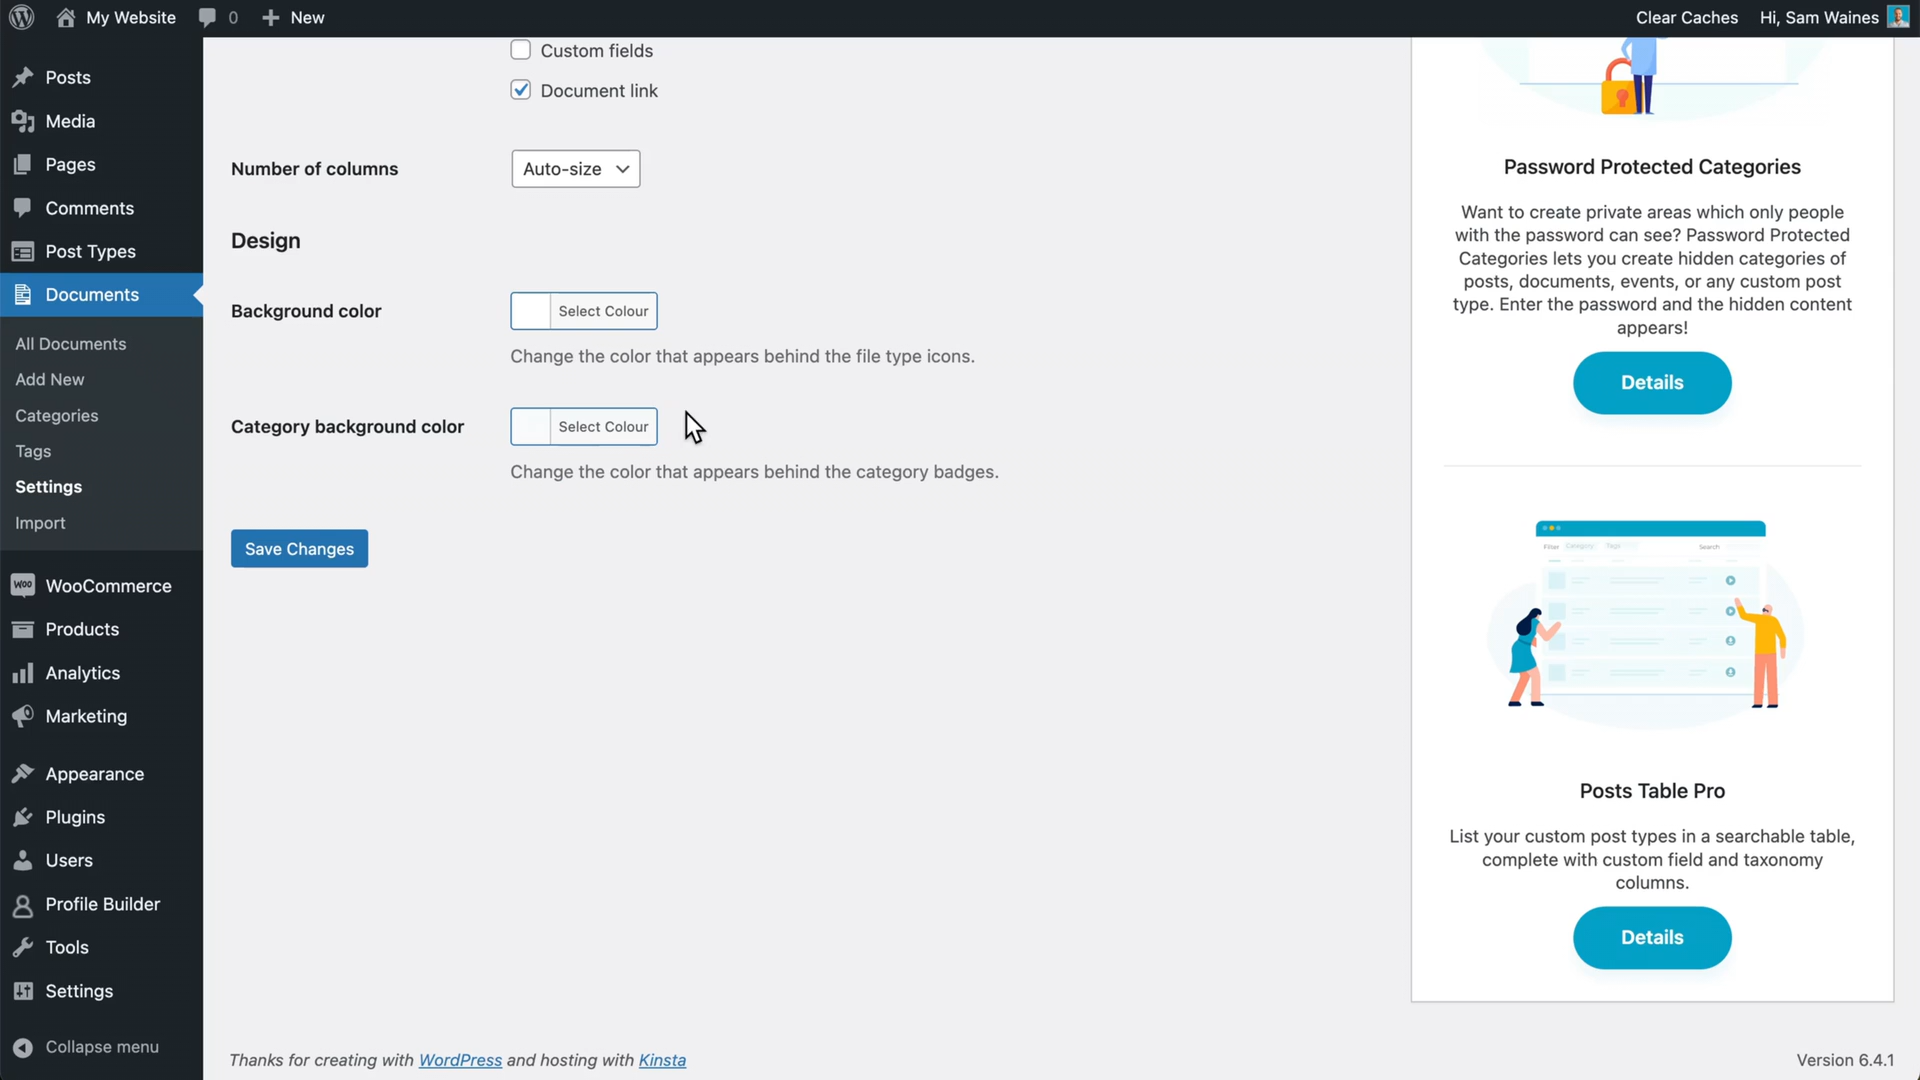 My Website
0
New
Clear Caches
Hi, Sam Waines
Posts
Media
Pages
Comments
Post Types
Documents
All Documents
Add New
Categories
Tags
Settings
Import
WooCommerce
Products
Analytics
Marketing
Appearance
Plugins
Users
Profile Builder
Tools
Settings
Collapse menu
Custom fields
Document link
Number of columns
Auto-size
Design
Background color
Select Colour
Change the color that appears behind the file type icons.
Category background color
Select Colour
Change the color that appears behind the category badges.
Save Changes
Password Protected Categories
Want to create private areas which only people
with the password can see? Password Protected
Categories lets you create hidden categories of
posts, documents, events, or any custom post
type. Enter the password and the hidden content
appears!
Details
Filter Category Tags Search
Posts Table Pro
List your custom post types in a searchable table,
complete with custom field and taxonomy
columns.
Details
Thanks for creating with WordPress and hosting with Kinsta
Version 6.4.1